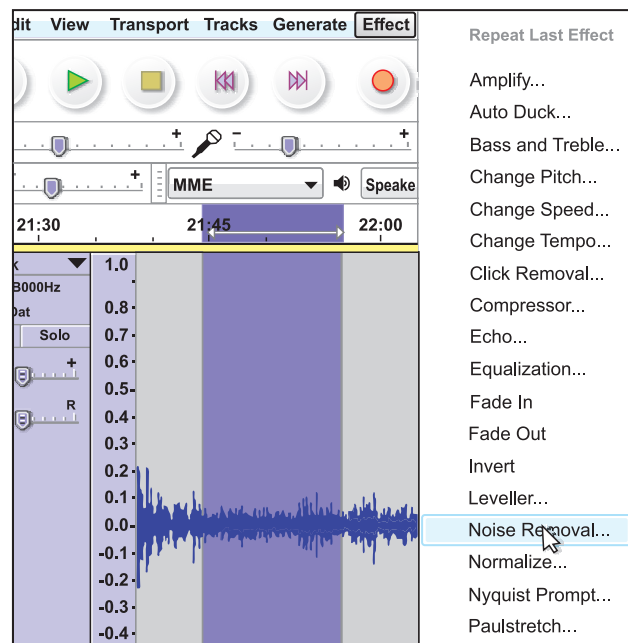 dit View Transport Tracks Generate Effect
- +
+ MME Speake
21:30 21:45 22:00
k 1.0
8000Hz
oat 0.8
Solo 0.7
+ 0.6
0.5
R 0.4
0.3
0.2
0.1
0.0
-0.1
-0.2
-0.3
-0.4
Repeat Last Effect
Amplify...
Auto Duck...
Bass and Treble...
Change Pitch...
Change Speed...
Change Tempo...
Click Removal...
Compressor...
Echo...
Equalization...
Fade In
Fade Out
Invert
Leveller...
Noise Removal...
Normalize...
Nyquist Prompt...
Paulstretch...